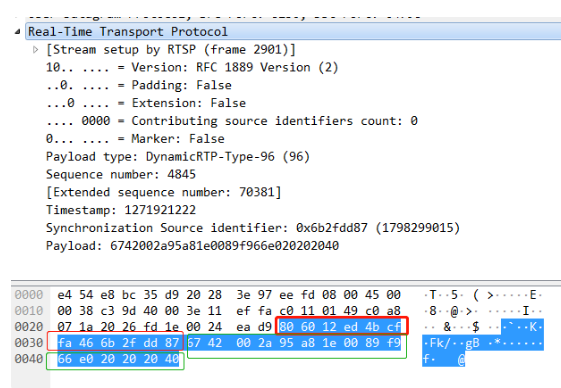 Real-Time Transport Protocol
[Stream setup by RTSP (frame 2901)]
10.. .... = Version: RFC 1889 Version (2)
..0. .... = Padding: False
...0 .... = Extension: False
.... 0000 = Contributing source identifiers count: 0
0... .... = Marker: False
Payload type: DynamicRTP-Type-96 (96)
Sequence number: 4845
[Extended sequence number: 70381]
Timestamp: 1271921222
Synchronization Source identifier: 0x6b2fdd87 (1798299015)
Payload: 6742002a95a81e0089f966e020202040
0000 e4 54 e8 bc 35 d9 20 28 3e 97 ee fd 08 00 45 00 ·T··5· ( >·····E·
0010 00 38 c3 9d 40 00 3e 11 ef fa c0 11 01 49 c0 a8 ·8··@·>· ·····I··
0020 07 1a 20 26 fd 1e 00 24 ea d9 80 60 12 ed 4b cf ·· &···$ ···`··K·
0030 fa 46 6b 2f dd 87 67 42 00 2a 95 a8 1e 00 89 f9 ·Fk/··gB ·*······
0040 66 e0 20 20 20 40 f· @